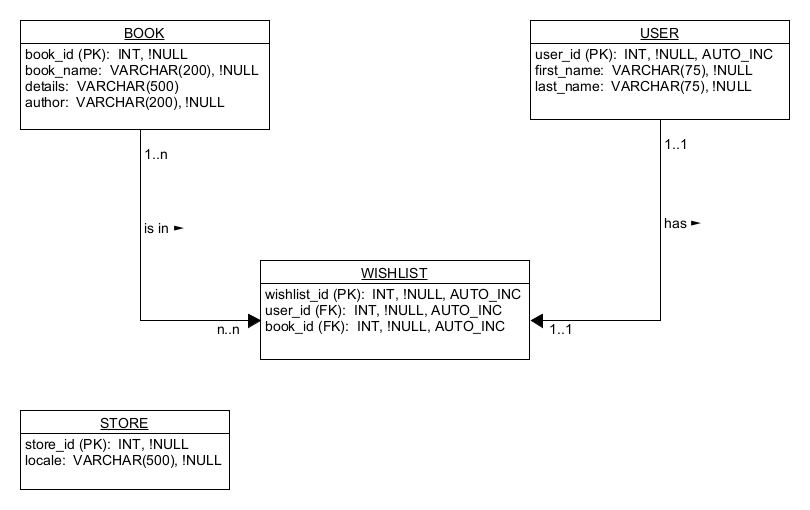 BOOK
book_id (PK):  INT, !NULL
book_name:  VARCHAR(200), !NULL
details:  VARCHAR(500)
author:  VARCHAR(200), !NULL
USER
user_id (PK):  INT, !NULL, AUTO_INC
first_name:  VARCHAR(75), !NULL
last_name:  VARCHAR(75), !NULL
1..n
1..1
is in ►
has ►
WISHLIST
wishlist_id (PK):  INT, !NULL, AUTO_INC
user_id (FK):  INT, !NULL, AUTO_INC
book_id (FK):  INT, !NULL, AUTO_INC
n..n
1..1
STORE
store_id (PK):  INT, !NULL
locale:  VARCHAR(500), !NULL